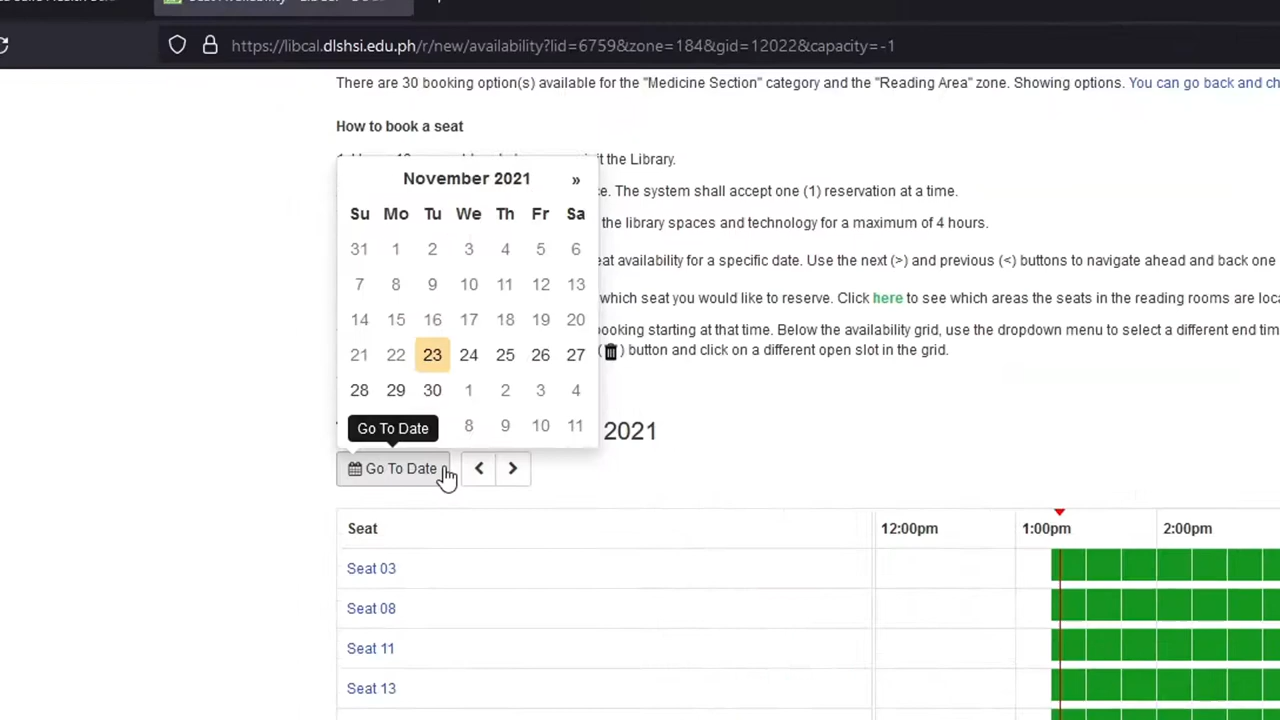 https://libcal.dlshsi.edu.ph/r/new/availability?lid=6759&zone=184&gid=12022&capacity=-1
There are 30 booking option(s) available for the "Medicine Section" category and the "Reading Area" zone. Showing options. You can go back and ch
How to book a seat
it the Library.
November 2021 »
ce. The system shall accept one (1) reservation at a time.
Su Mo Tu We Th Fr Sa
the library spaces and technology for a maximum of 4 hours.
31 1 2 3 4 5 6
eat availability for a specific date. Use the next (>) and previous (<) buttons to navigate ahead and back one
7 8 9 10 11 12 13
which seat you would like to reserve. Click here to see which areas the seats in the reading rooms are loca
14 15 16 17 18 19 20
ooking starting at that time. Below the availability grid, use the dropdown menu to select a different end tim
( ) button and click on a different open slot in the grid.
21 22 23 24 25 26 27
28 29 30 1 2 3 4
Go To Date 8 9 10 11
2021
Go To Date < >
Seat 12:00pm 1:00pm 2:00pm
Seat 03
Seat 08
Seat 11
Seat 13